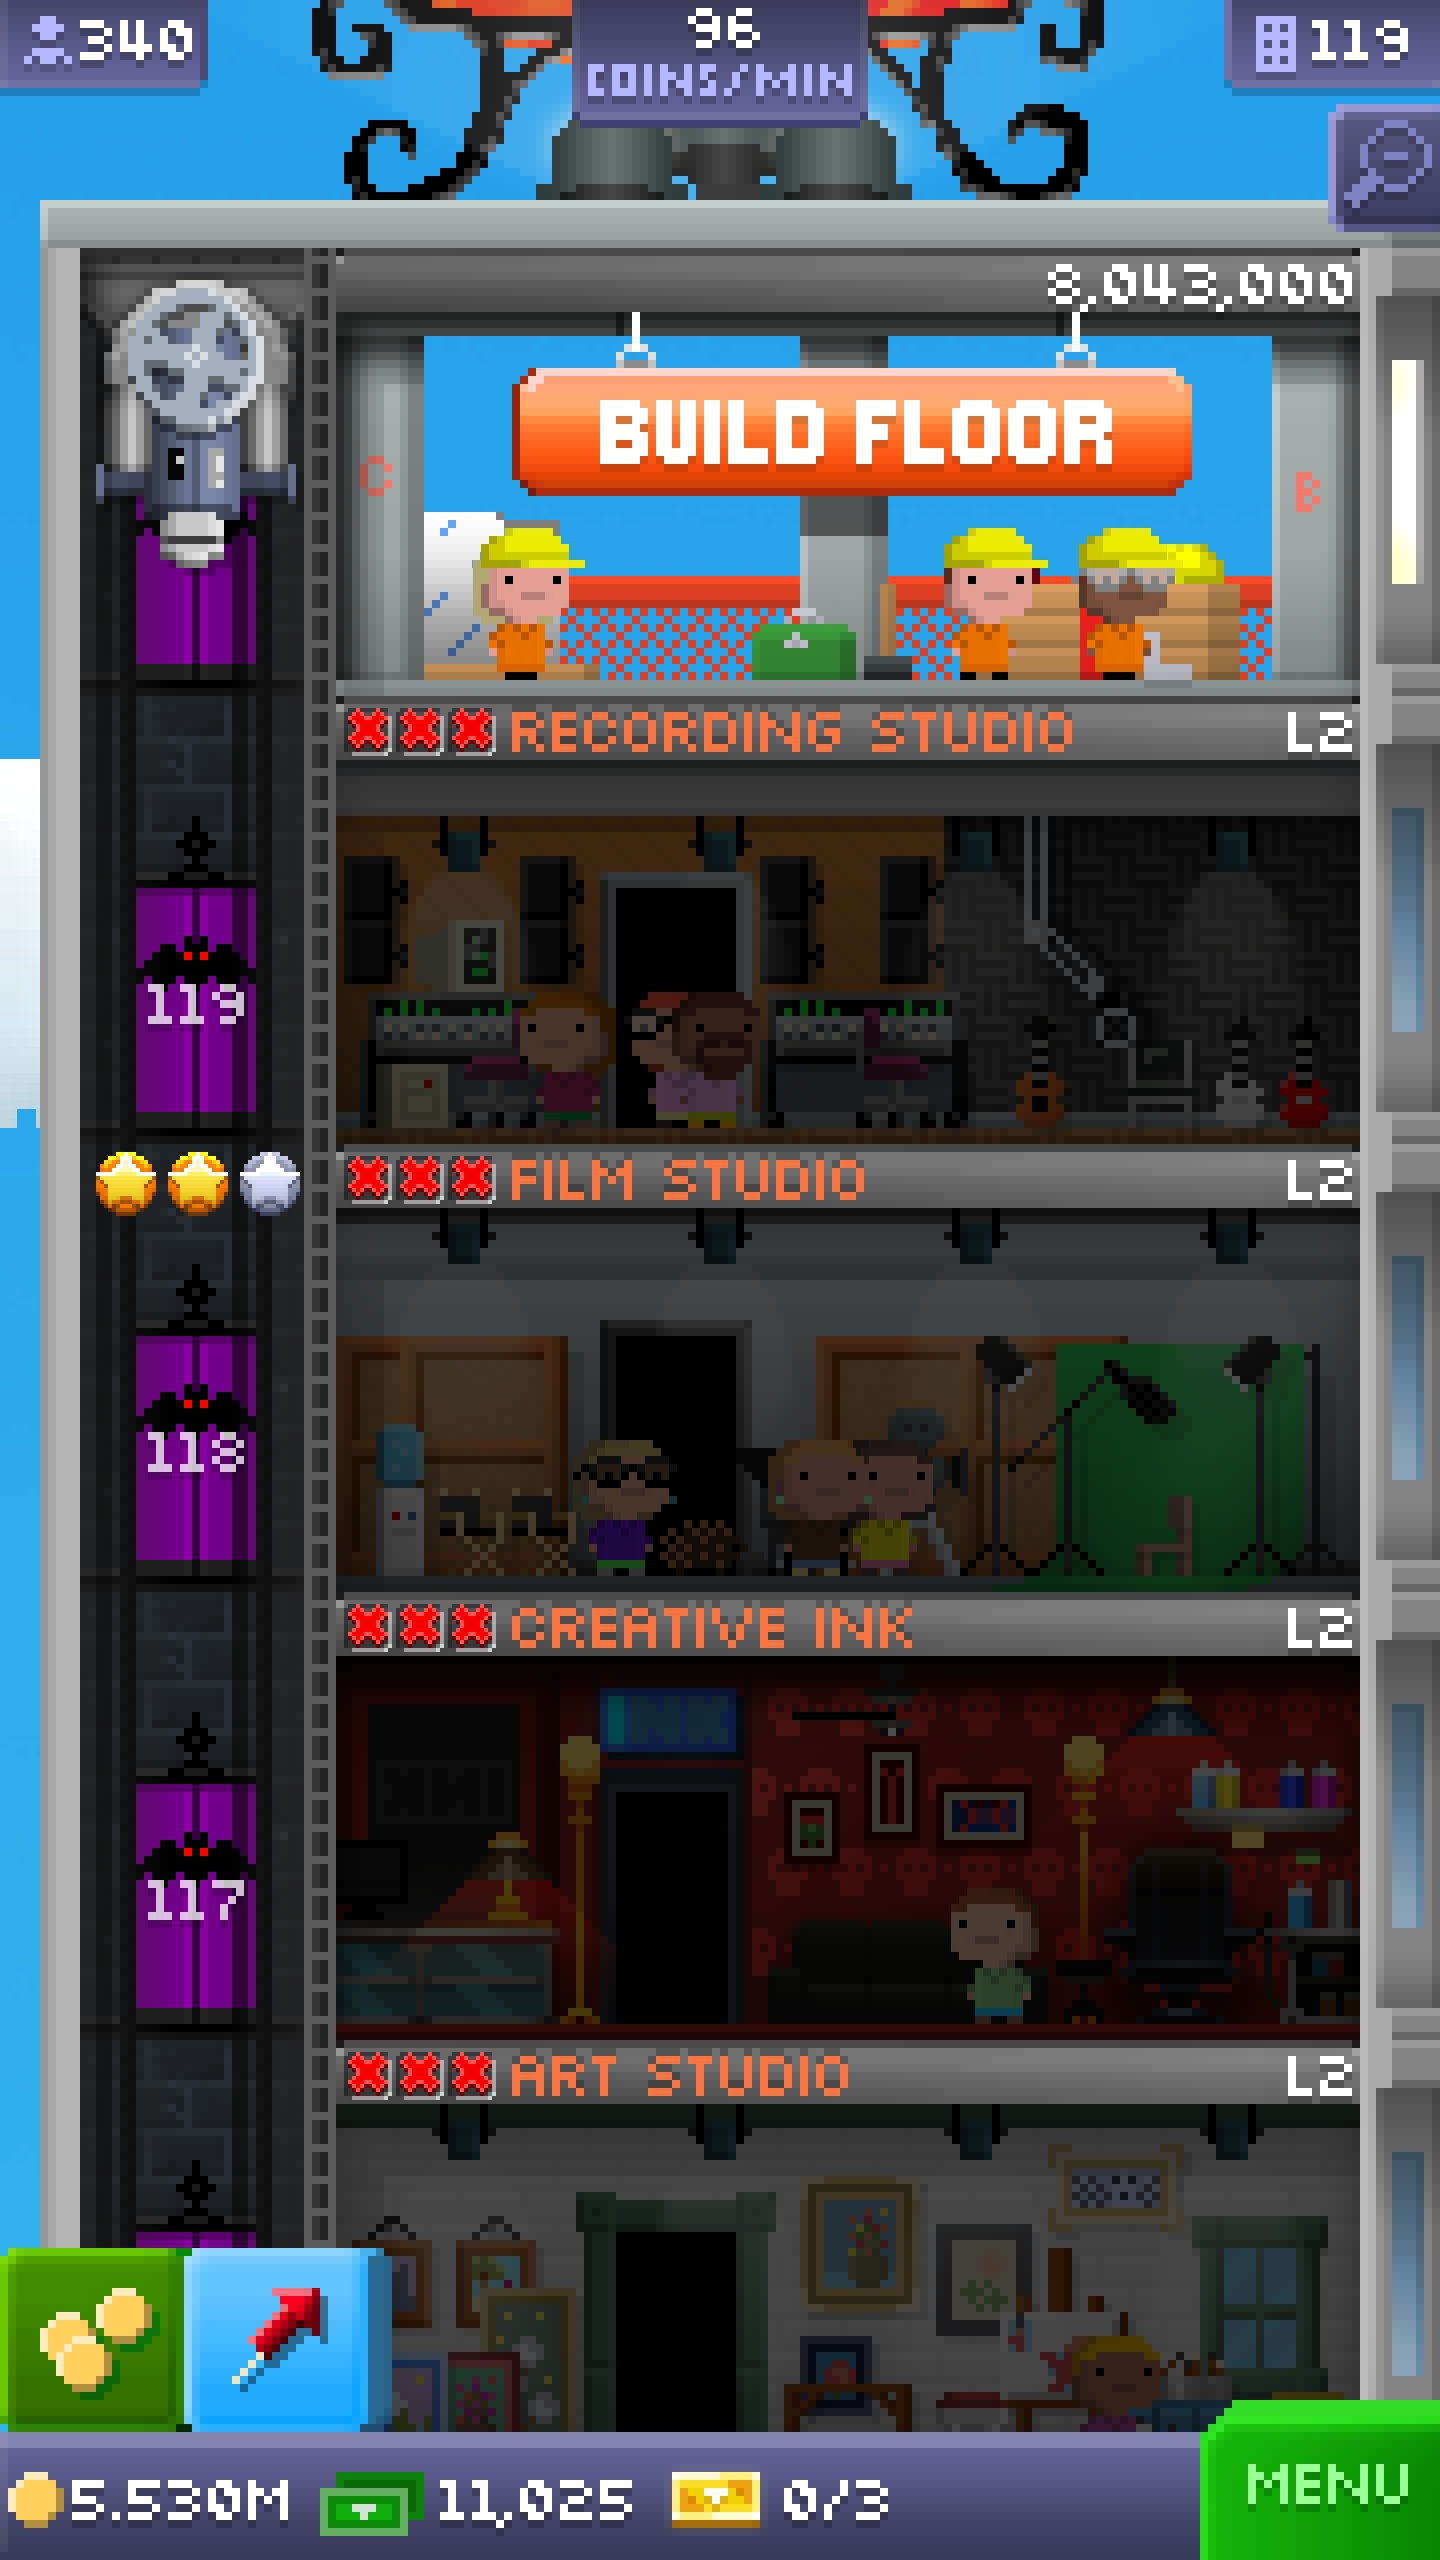 340
96
COINS/MIN
119
8,043,000
BUILD FLOOR
C
B
RECORDING STUDIO L2
119
FILM STUDIO L2
118
CREATIVE INK L2
INK
117
ART STUDIO L2
5.530M 11,025 0/3
MENU